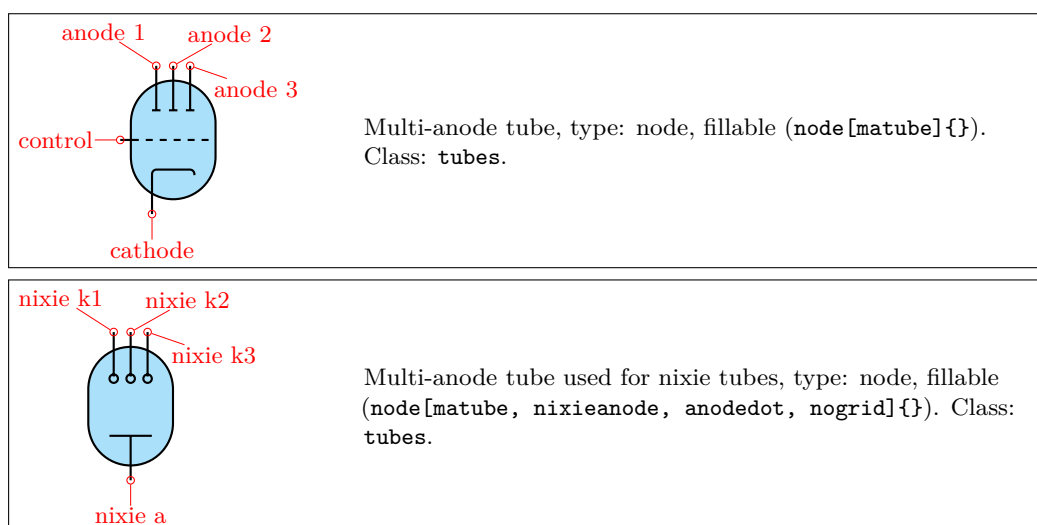 anode 1
anode 2
anode 3
control
cathode
Multi-anode tube, type: node, fillable (node[matube]{}).
Class: tubes.
nixie k1
nixie k2
nixie k3
nixie a
Multi-anode tube used for nixie tubes, type: node, fillable
(node[matube, nixieanode, anodedot, nogrid]{}). Class:
tubes.